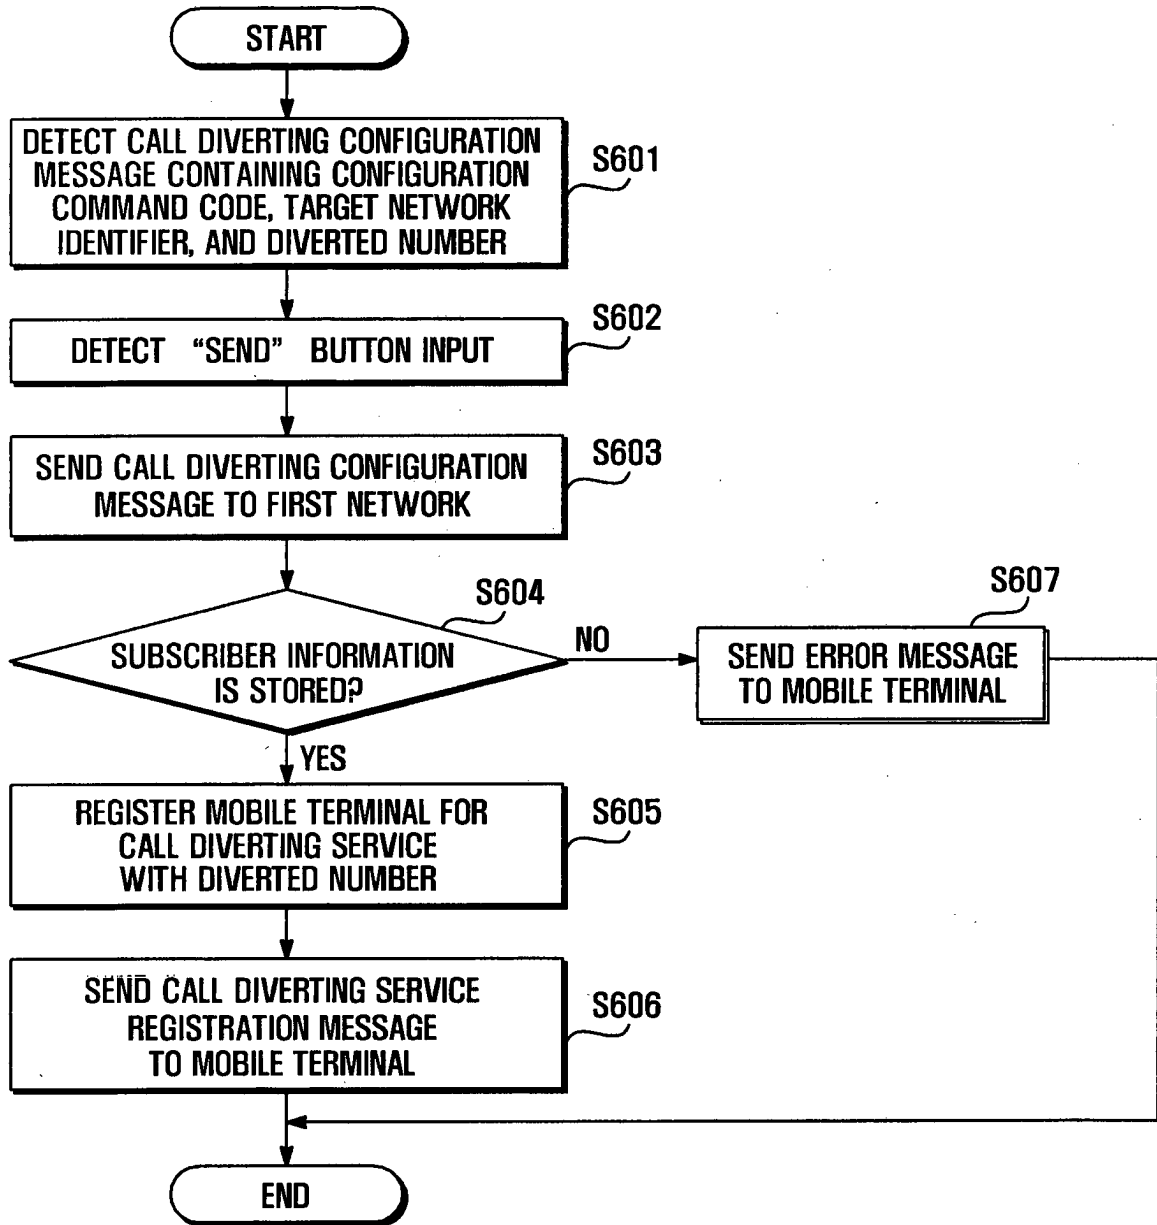 START
DETECT CALL DIVERTING CONFIGURATION
MESSAGE CONTAINING CONFIGURATION
COMMAND CODE, TARGET NETWORK
IDENTIFIER, AND DIVERTED NUMBER
S601
DETECT “SEND” BUTTON INPUT
S602
SEND CALL DIVERTING CONFIGURATION
MESSAGE TO FIRST NETWORK
S603
SUBSCRIBER INFORMATION
IS STORED?
S604
NO
SEND ERROR MESSAGE
TO MOBILE TERMINAL
S607
YES
REGISTER MOBILE TERMINAL FOR
CALL DIVERTING SERVICE
WITH DIVERTED NUMBER
S605
SEND CALL DIVERTING SERVICE
REGISTRATION MESSAGE
TO MOBILE TERMINAL
S606
END